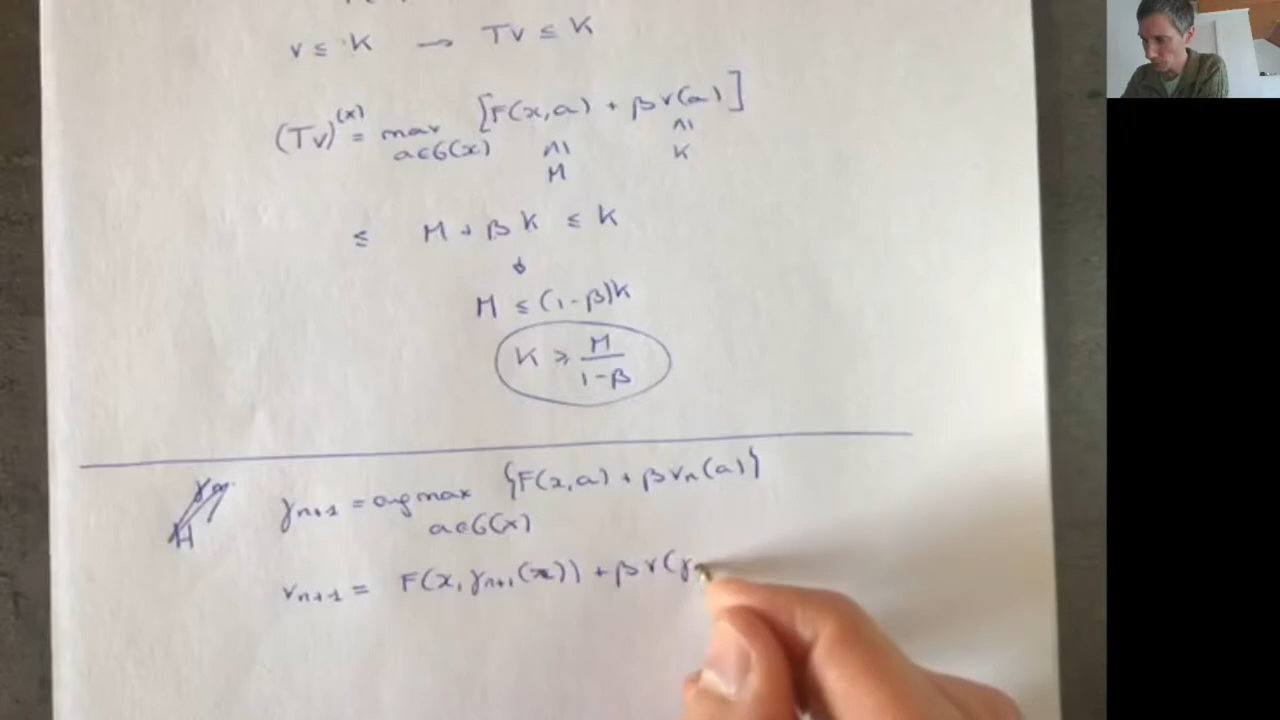 v ≤ K → Tv ≤ K
(Tv)(x) = max [F(x,a) + βv(a)]
a∈G(x) ≤ M ≤ K
≤ M + βK ≤ K
↓
M ≤ (1-β)K
K ≥ M/(1-β)
γn+1 = argmax {F(x,a) + βvn(a)}
a∈G(x)
vn+1 = F(x, γn+1(x)) + βv(γ